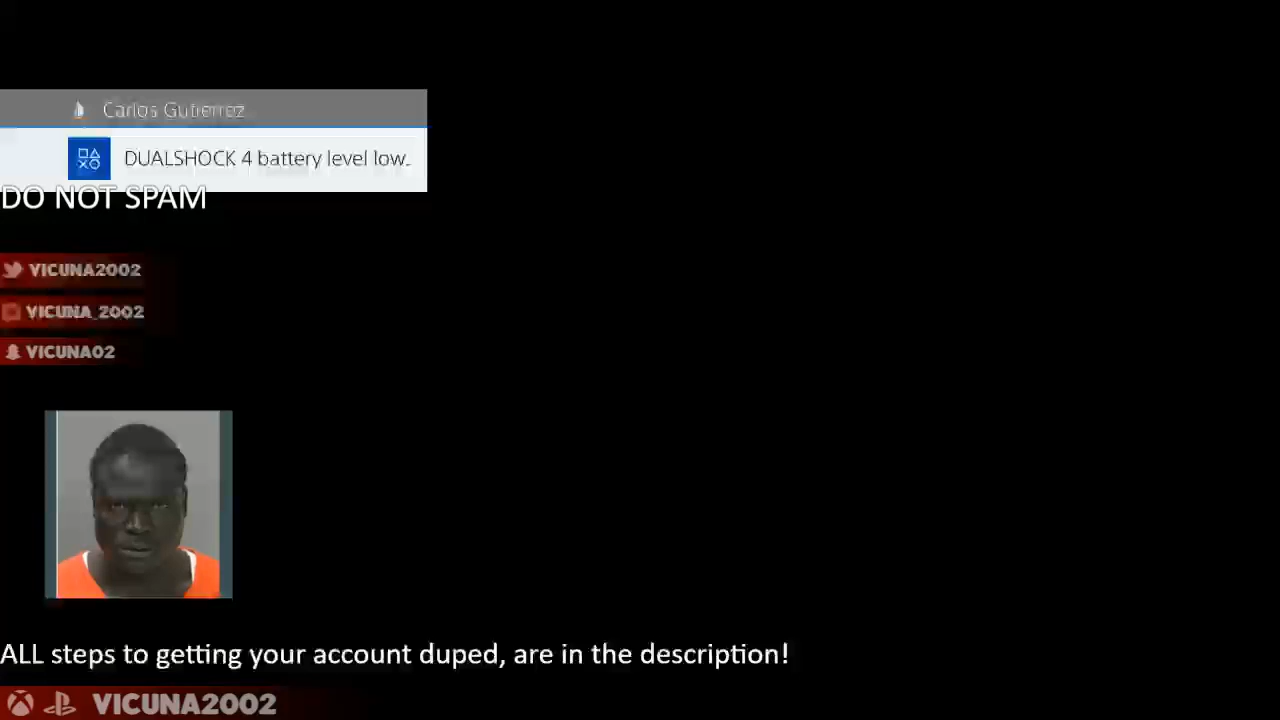 Carlos Gutierrez
DUALSHOCK 4 battery level low.
DO NOT SPAM
VICUNA2002
VICUNA_2002
VICUNA02
ALL steps to getting your account duped, are in the description!
VICUNA2002